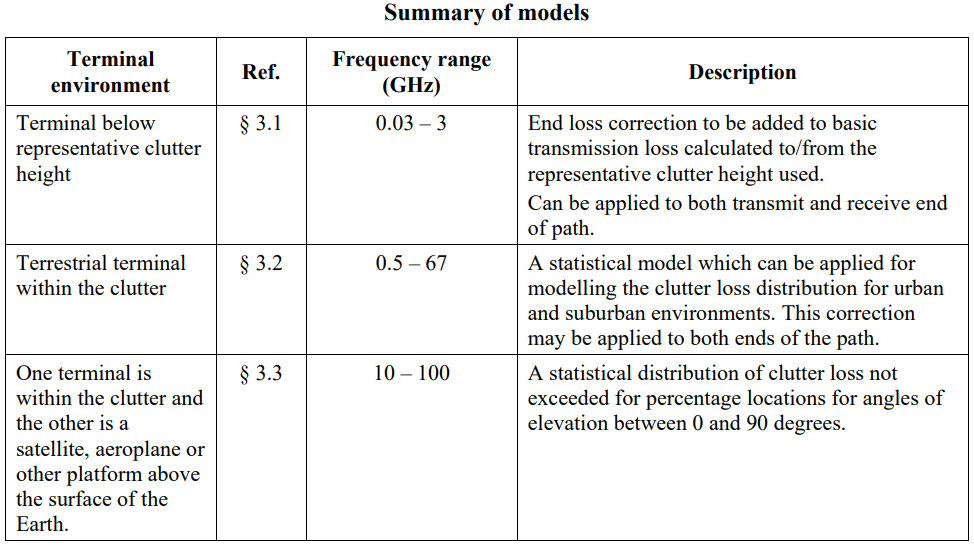 Summary of models
Terminal
environment
Ref.
Frequency range
(GHz)
Description
Terminal below
representative clutter
height
§ 3.1
0.03 – 3
End loss correction to be added to basic
transmission loss calculated to/from the
representative clutter height used.
Can be applied to both transmit and receive end
of path.
Terrestrial terminal
within the clutter
§ 3.2
0.5 – 67
A statistical model which can be applied for
modelling the clutter loss distribution for urban
and suburban environments. This correction
may be applied to both ends of the path.
One terminal is
within the clutter and
the other is a
satellite, aeroplane or
other platform above
the surface of the
Earth.
§ 3.3
10 – 100
A statistical distribution of clutter loss not
exceeded for percentage locations for angles of
elevation between 0 and 90 degrees.